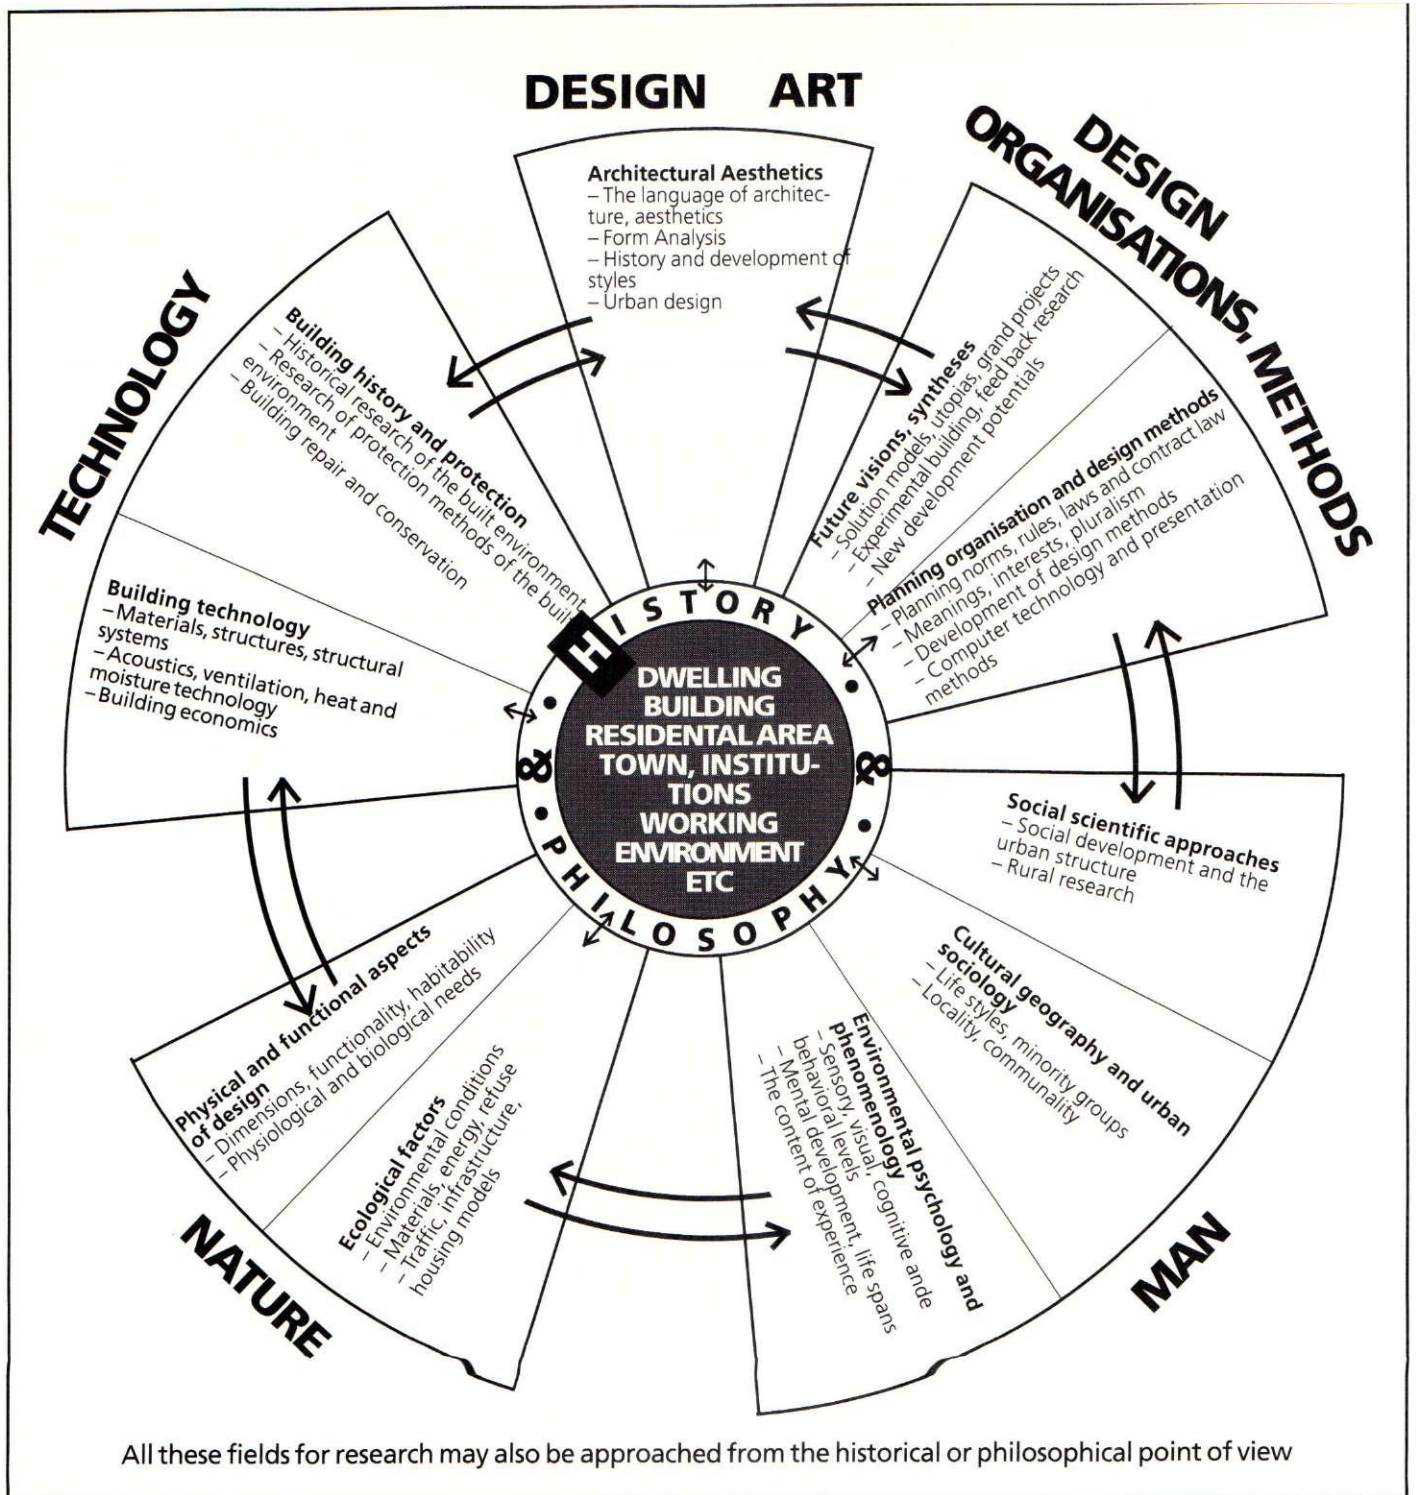 DESIGN ART
Architectural Aesthetics
– The language of architec-
ture, aesthetics
– Form Analysis
– History and development of
styles
– Urban design
DESIGN
ORGANISATIONS, METHODS
Future visions, syntheses
– Solution models, utopias, grand projects
– Experimental building, feed back research
– New development potentials
Planning organisation and design methods
– Planning norms, rules, laws and contract law
– Meanings, interests, pluralism
– Development of design methods
– Computer technology and presentation
methods
MAN
Social scientific approaches
– Social development and the
urban structure
– Rural research
Cultural geography and urban
sociology
– Life styles, minority groups
– Locality, communality
Environmental psychology and
phenomenology
– Sensory, visual, cognitive ande
behavioral levels
– Mental development, life spans
– The content of experience
NATURE
Ecological factors
– Environmental conditions
– Materials, energy, refuse
– Traffic, infrastructure,
housing models
Physical and functional aspects
of design
– Dimensions, functionality, habitability
– Physiological and biological needs
TECHNOLOGY
Building technology
– Materials, structures, structural
systems
– Acoustics, ventilation, heat and
moisture technology
– Building economics
Building history and protection
– Historical research of the built environment
– Research of protection methods of the built
environment
– Building repair and conservation
HISTORY • & • PHILOSOPHY • &  •
DWELLING
BUILDING
RESIDENTAL AREA
TOWN, INSTITU-
TIONS
WORKING
ENVIRONMENT
ETC
All these fields for research may also be approached from the historical or philosophical point of view